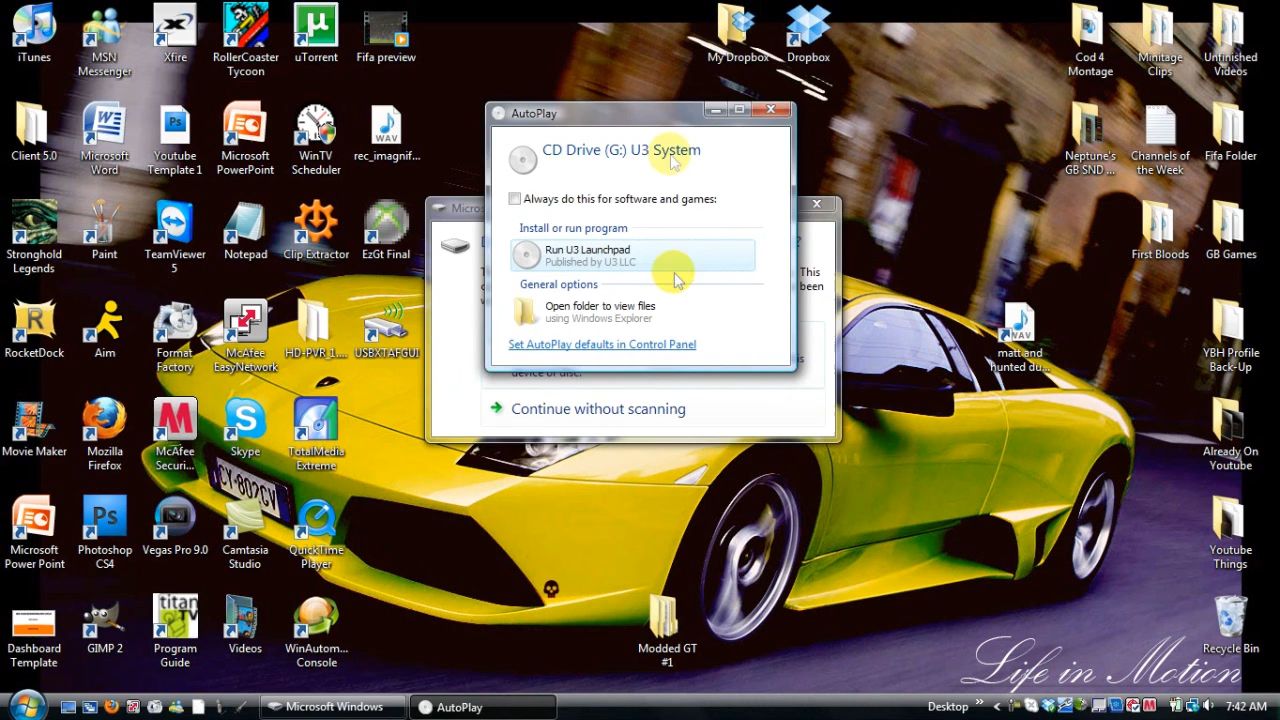 iTunes
MSN
Messenger
Xfire
RollerCoaster
Tycoon
uTorrent
Fifa preview
My Dropbox
Dropbox
Cod 4
Montage
Minitage
Clips
Unfinished
Videos
Client 5.0
Microsoft
Word
Youtube
Template 1
Microsoft
PowerPoint
WinTV
Scheduler
WAV
rec_imagnif...
Neptune's
GB SND ...
Channels of
the Week
Fifa Folder
Stronghold
Legends
Paint
TeamViewer
5
Notepad
Clip Extractor
EzGt Final
First Bloods
GB Games
RocketDock
Aim
Format
Factory
McAfee
EasyNetwork
HD-PVR_1....
USBXTAFGUI
WAV
matt and
hunted du...
YBH Profile
Back-Up
Movie Maker
Mozilla
Firefox
McAfee
Securi...
Skype
TotalMedia
Extreme
Already On
Youtube
Microsoft
Power Point
Photoshop
CS4
Vegas Pro 9.0
Camtasia
Studio
QuickTime
Player
Youtube
Things
Dashboard
Template
GIMP 2
titan
TV
Program
Guide
Videos
WinAutom...
Console
Modded GT
#1
Recycle Bin
AutoPlay
CD Drive (G:) U3 System
Always do this for software and games:
Install or run program
Run U3 Launchpad
Published by U3 LLC
General options
Open folder to view files
using Windows Explorer
Set AutoPlay defaults in Control Panel
This
been
device or disc.
Continue without scanning
CY·802GV
Life in Motion
Microsoft Windows
AutoPlay
Desktop
7:42 AM